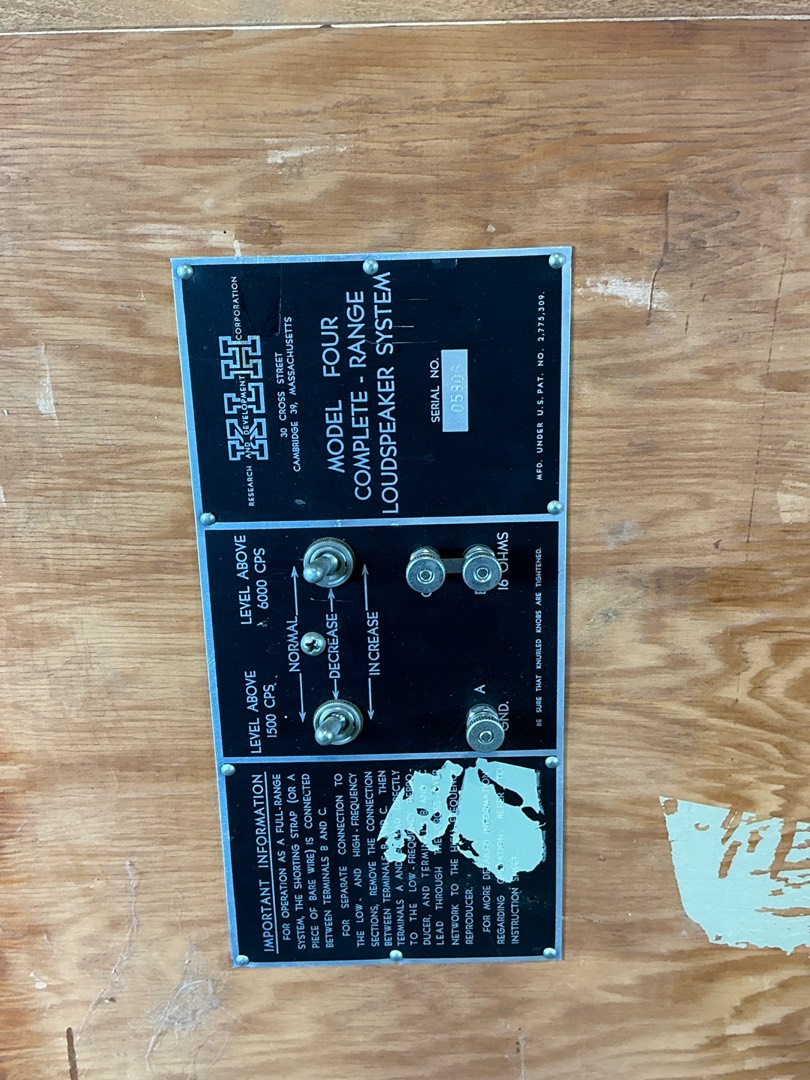 IMPORTANT INFORMATION
FOR OPERATION AS A FULL-RANGE
SYSTEM, THE SHORTING STRAP (OR A
PIECE OF BARE WIRE) IS CONNECTED
BETWEEN TERMINALS B AND C.
FOR SEPARATE CONNECTION TO
THE LOW- AND HIGH-FREQUENCY
SECTIONS, REMOVE THE CONNECTION
BETWEEN TERMINALS C. THEN
TERMINALS A AN
TO THE LOW-FREQU
DUCER, AND TERMIN
LEAD THROUGH THE
NETWORK TO THE H
REPRODUCER.
FOR MORE DE
REGARDING
INSTRUCTION
LEVEL ABOVE
1500 CPS
LEVEL ABOVE
6000 CPS
NORMAL
DECREASE
INCREASE
A
GND.
16 OHMS
BE SURE THAT KNURLED KNOBS ARE TIGHTENED.
KLH
RESEARCH AND DEVELOPMENT CORPORATION
30 CROSS STREET
CAMBRIDGE 39, MASSACHUSETTS
MODEL FOUR
COMPLETE-RANGE
LOUDSPEAKER SYSTEM
SERIAL NO.
MFD. UNDER U.S. PAT. NO. 2,775,309.